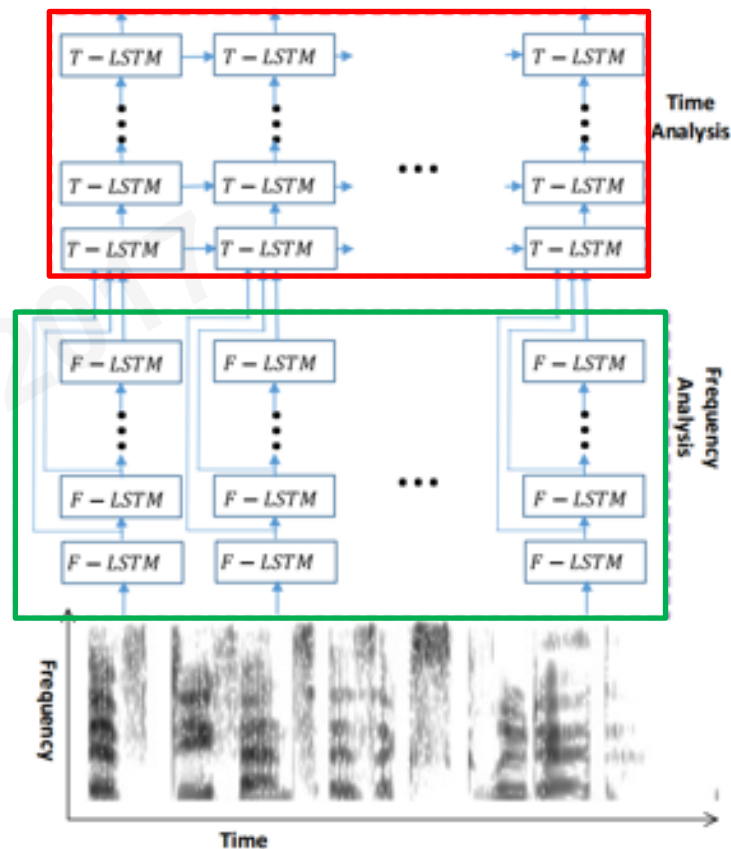 T – LSTM T – LSTM T – LSTM
Time
Analysis
T – LSTM T – LSTM T – LSTM
T – LSTM T – LSTM T – LSTM
2017
F – LSTM F – LSTM F – LSTM
Frequency
Analysis
F – LSTM F – LSTM F – LSTM
F – LSTM F – LSTM F – LSTM
Frequency
Time